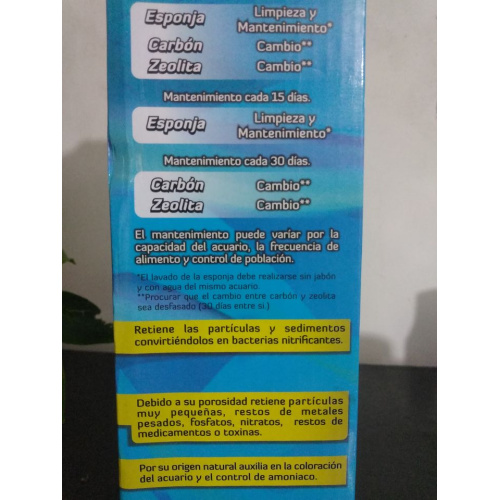 Esponja Limpieza y
Mantenimiento*
Carbón Cambio**
Zeolita Cambio**
Mantenimiento cada 15 días.
Esponja Limpieza y
Mantenimiento*
Mantenimiento cada 30 días.
Carbón Cambio**
Zeolita Cambio**
El mantenimiento puede variar por la
capacidad del acuario, la frecuencia de
alimento y control de población.
*El lavado de la esponja debe realizarse sin jabón
y con agua del mismo acuario.
**Procurar que el cambio entre carbón y zeolita
sea desfasado (30 días entre si.)
Retiene las partículas y sedimentos
convirtiéndolos en bacterias nitrificantes.
Debido a su porosidad retiene partículas
muy pequeñas, restos de metales
pesados, fosfatos, nitratos, restos de
medicamentos o toxinas.
Por su origen natural auxilia en la coloración
del acuario y el control de amoniaco.